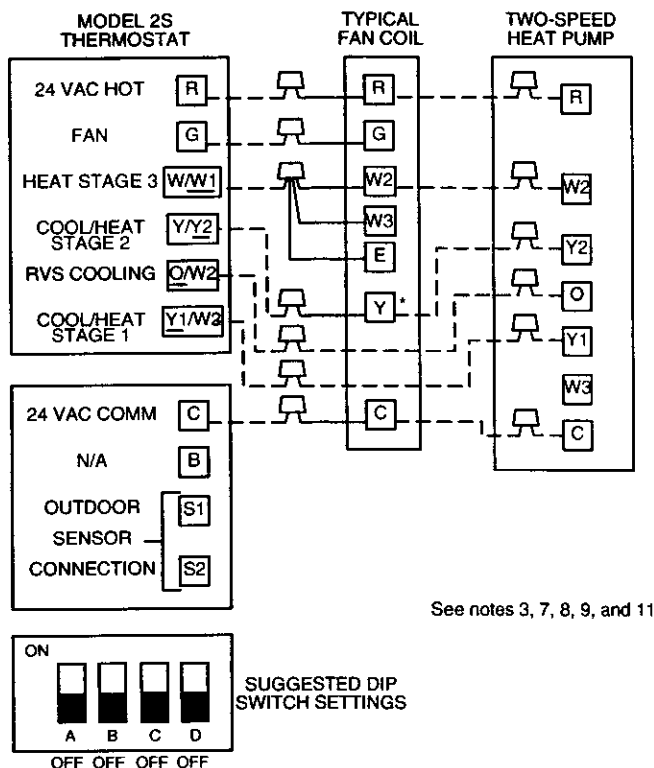 MODEL 2S
THERMOSTAT
TYPICAL
FAN COIL
TWO-SPEED
HEAT PUMP
24 VAC HOT R R R
FAN G G
HEAT STAGE 3 W/W1 W2 W2
W3
COOL/HEAT
STAGE 2 Y/Y2 E Y2
RVS COOLING O/W2 Y * O
COOL/HEAT
STAGE 1 Y1/W2 Y1
W3
24 VAC COMM C C C
N/A B
OUTDOOR S1
SENSOR
CONNECTION S2
See notes 3, 7, 8, 9, and 11
ON
SUGGESTED DIP
SWITCH SETTINGS
A B C D
OFF OFF OFF OFF